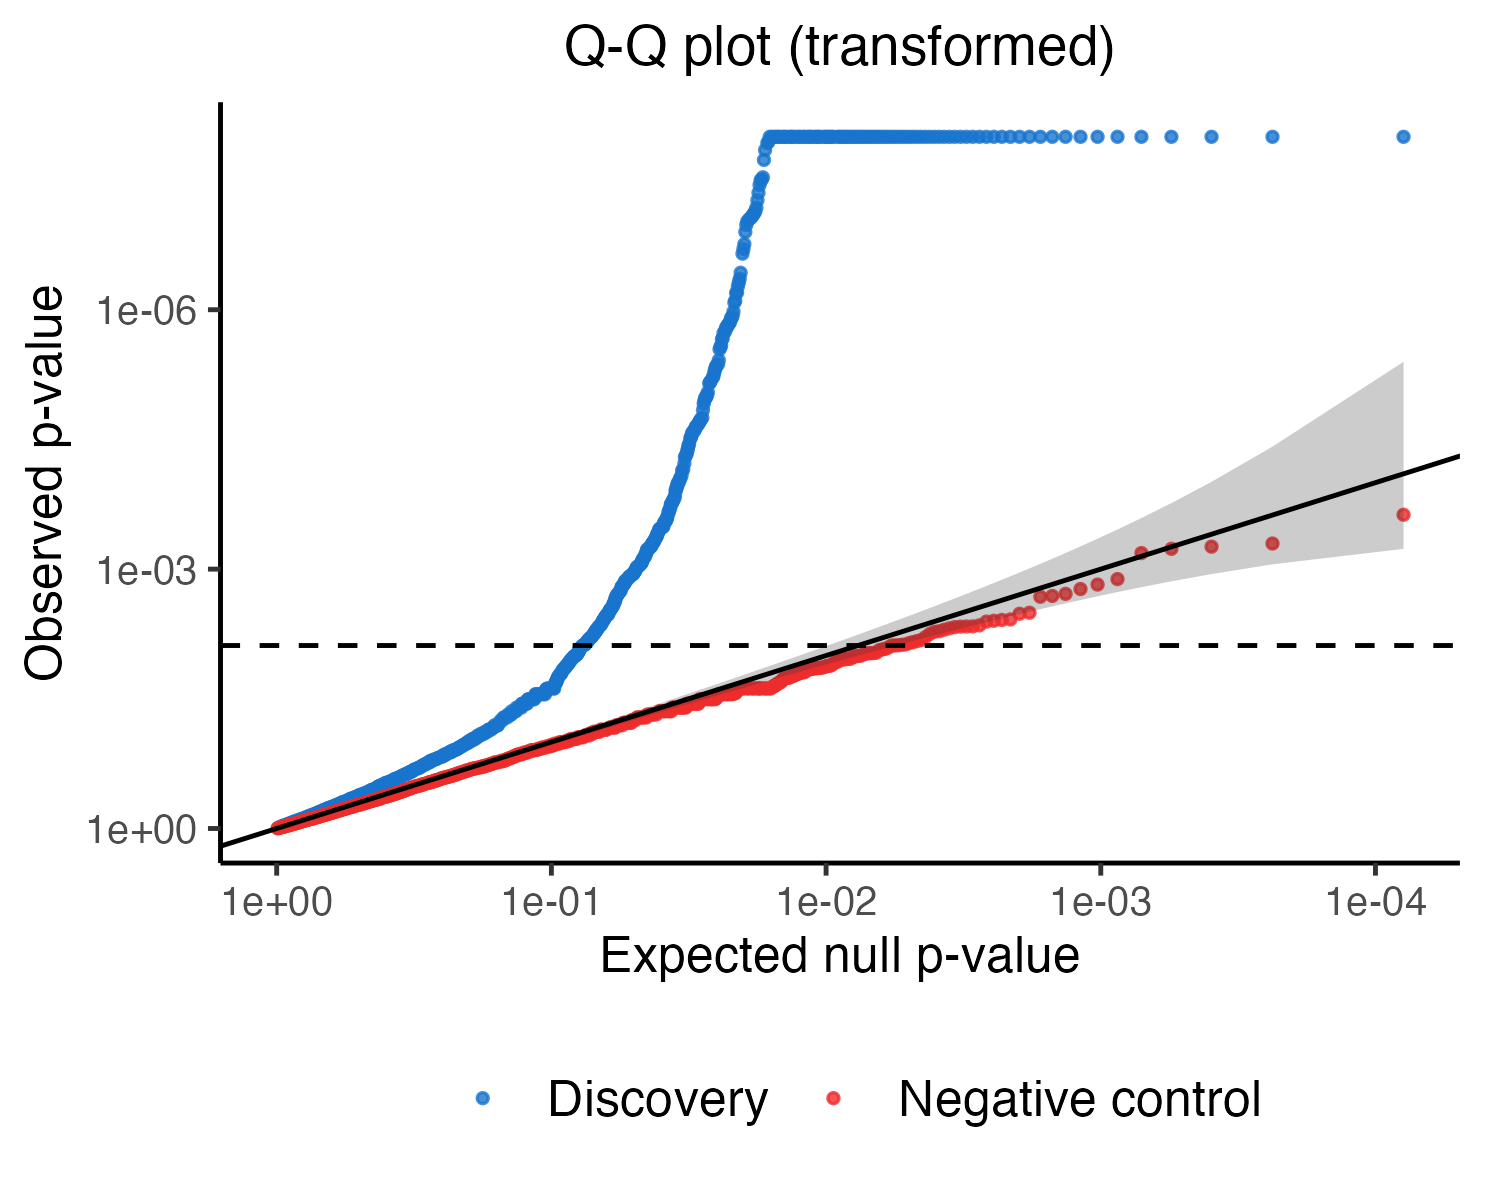 Q-Q plot (transformed)
Observed p-value
1e-06
1e-03
1e+00
1e+00 1e-01 1e-02 1e-03 1e-04
Expected null p-value
Discovery Negative control